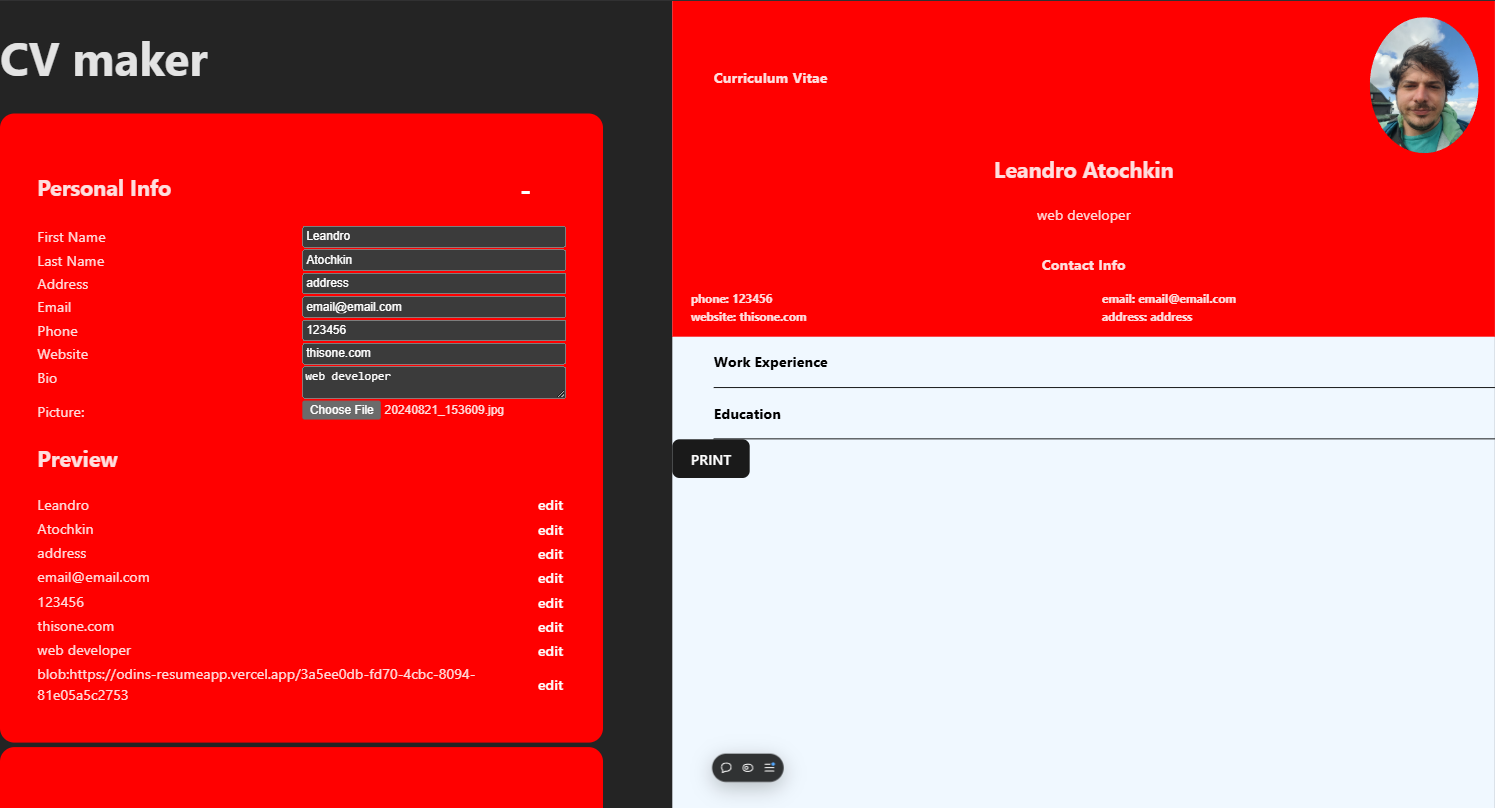 CV maker
Personal Info
-
First Name
Leandro
Last Name
Atochkin
Address
address
Email
email@email.com
Phone
123456
Website
thisone.com
Bio
web developer
Picture:
Choose File 20240821_153609.jpg
Preview
Leandro
edit
Atochkin
edit
address
edit
email@email.com
edit
123456
edit
thisone.com
edit
web developer
edit
blob:https://odins-resumeapp.vercel.app/3a5ee0db-fd70-4cbc-8094-
81e05a5c2753
edit
Curriculum Vitae
Leandro Atochkin
web developer
Contact Info
phone: 123456
email: email@email.com
website: thisone.com
address: address
Work Experience
Education
PRINT